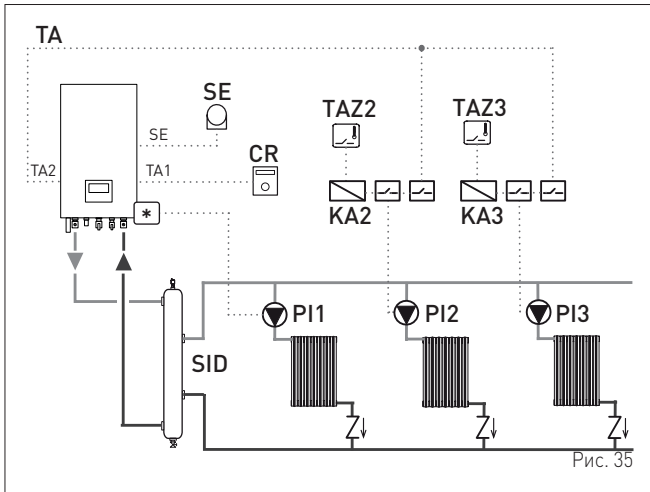 TA
SE
TAZ2
TAZ3
SE
CR
TA2
TA1
KA2
KA3
*
PI1
PI2
PI3
SID
Рис. 35